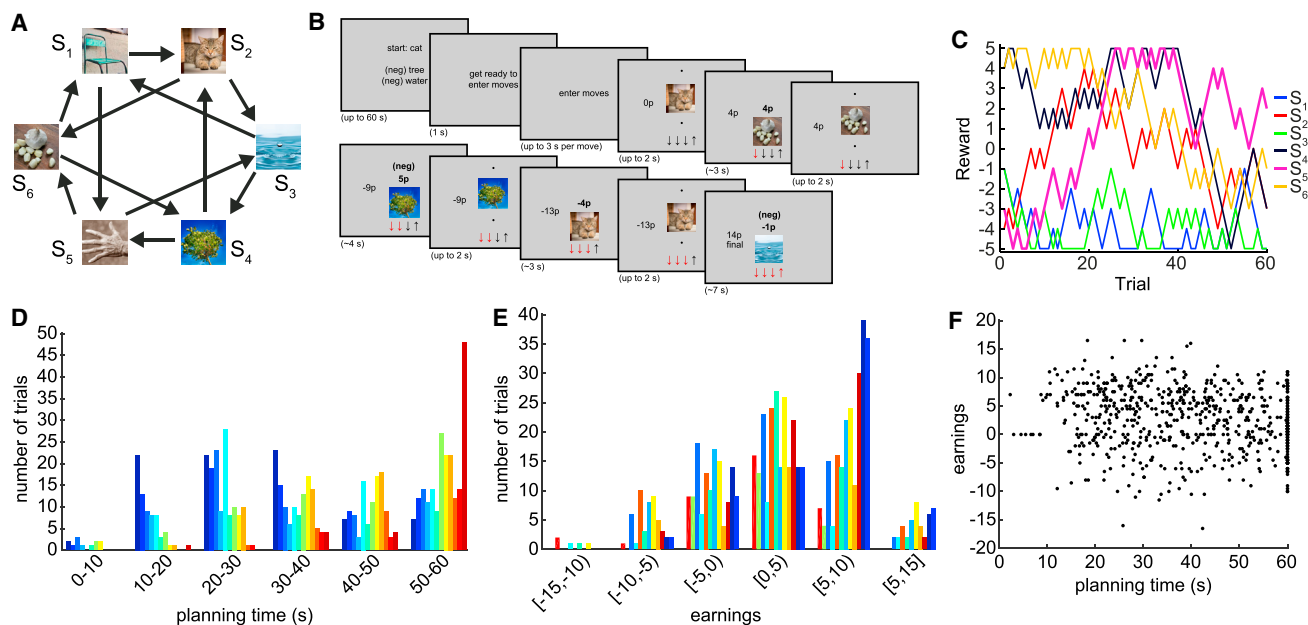 A
S1
S2
S6
S3
S5
S4
B
start: cat
(neg) tree
(neg) water
(up to 60 s)
get ready to
enter moves
(1 s)
enter moves
(up to 3 s per move)
0p
↓↓↓↑
(up to 2 s)
4p
4p
↓↓↓↑
(~3 s)
4p
↓↓↓↑
(up to 2 s)
(neg)
5p
-9p
↓↓↓↑
(~4 s)
-9p
↓↓↓↑
(up to 2 s)
-4p
-13p
↓↓↓↑
(~3 s)
-13p
↓↓↓↑
(up to 2 s)
(neg)
-1p
14p
final
↓↓↓↑
(~7 s)
C
Reward
5
4
3
2
1
0
-1
-2
-3
-4
-5
0 20 40 60
Trial
S1
S2
S3
S4
S5
S6
D
number of trials
50
45
40
35
30
25
20
15
10
5
0
0-10 10-20 20-30 30-40 40-50 50-60
planning time (s)
E
number of trials
40
35
30
25
20
15
10
5
0
[-15,-10) [-10,-5) [-5,0) [0,5) [5,10) [5,15]
earnings
F
earnings
20
15
10
5
0
-5
-10
-15
-20
0 10 20 30 40 50 60
planning time (s)